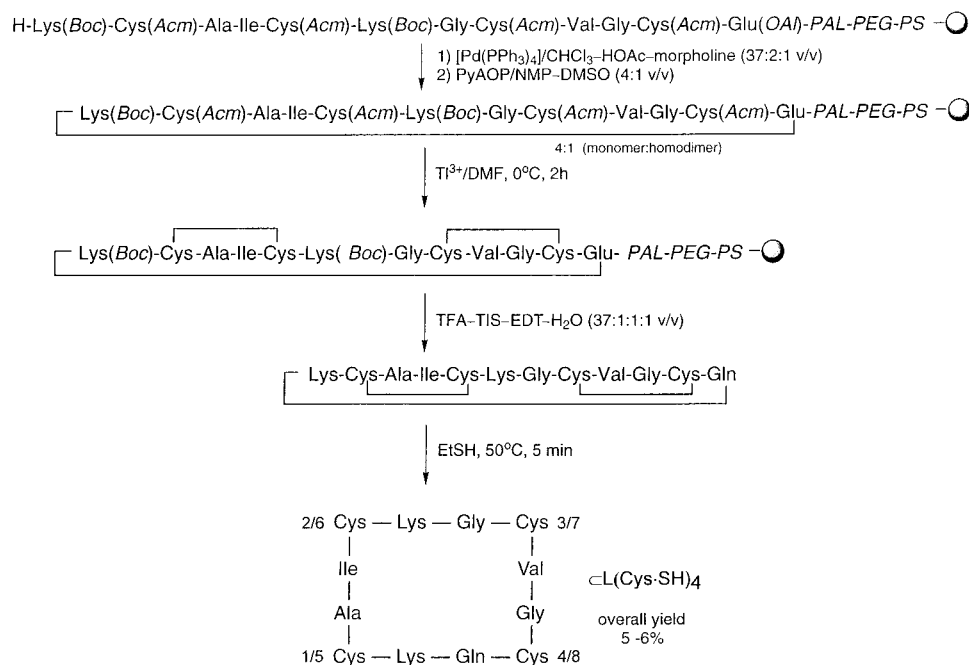 H-Lys(Boc)-Cys(Acm)-Ala-Ile-Cys(Acm)-Lys(Boc)-Gly-Cys(Acm)-Val-Gly-Cys(Acm)-Glu(OAl)-PAL-PEG-PS
1) [Pd(PPh3)4]/CHCl3–HOAc–morpholine (37:2:1 v/v)
2) PyAOP/NMP–DMSO (4:1 v/v)
Lys(Boc)-Cys(Acm)-Ala-Ile-Cys(Acm)-Lys(Boc)-Gly-Cys(Acm)-Val-Gly-Cys(Acm)-Glu-PAL-PEG-PS
4:1 (monomer:homodimer)
Tl3+/DMF, 0°C, 2h
Lys(Boc)-Cys-Ala-Ile-Cys-Lys( Boc)-Gly-Cys-Val-Gly-Cys-Glu- PAL-PEG-PS
TFA–TIS–EDT–H2O (37:1:1:1 v/v)
Lys-Cys-Ala-Ile-Cys-Lys-Gly-Cys-Val-Gly-Cys-Gln
EtSH, 50°C, 5 min
2/6 Cys — Lys — Gly — Cys 3/7
Ile Val
⊂L(Cys·SH)4
Ala Gly
overall yield
5 -6%
1/5 Cys — Lys — Gln — Cys 4/8